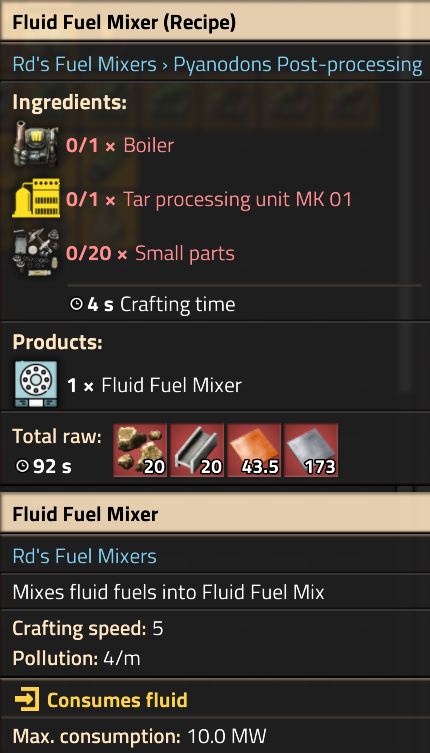 Fluid Fuel Mixer (Recipe)
Rd's Fuel Mixers › Pyanodons Post-processing
Ingredients:
0/1 × Boiler
0/1 × Tar processing unit MK 01
0/20 × Small parts
4 s Crafting time
Products:
1 × Fluid Fuel Mixer
Total raw:
92 s
20 20 43.5 173
Fluid Fuel Mixer
Rd's Fuel Mixers
Mixes fluid fuels into Fluid Fuel Mix
Crafting speed: 5
Pollution: 4/m
Consumes fluid
Max. consumption: 10.0 MW